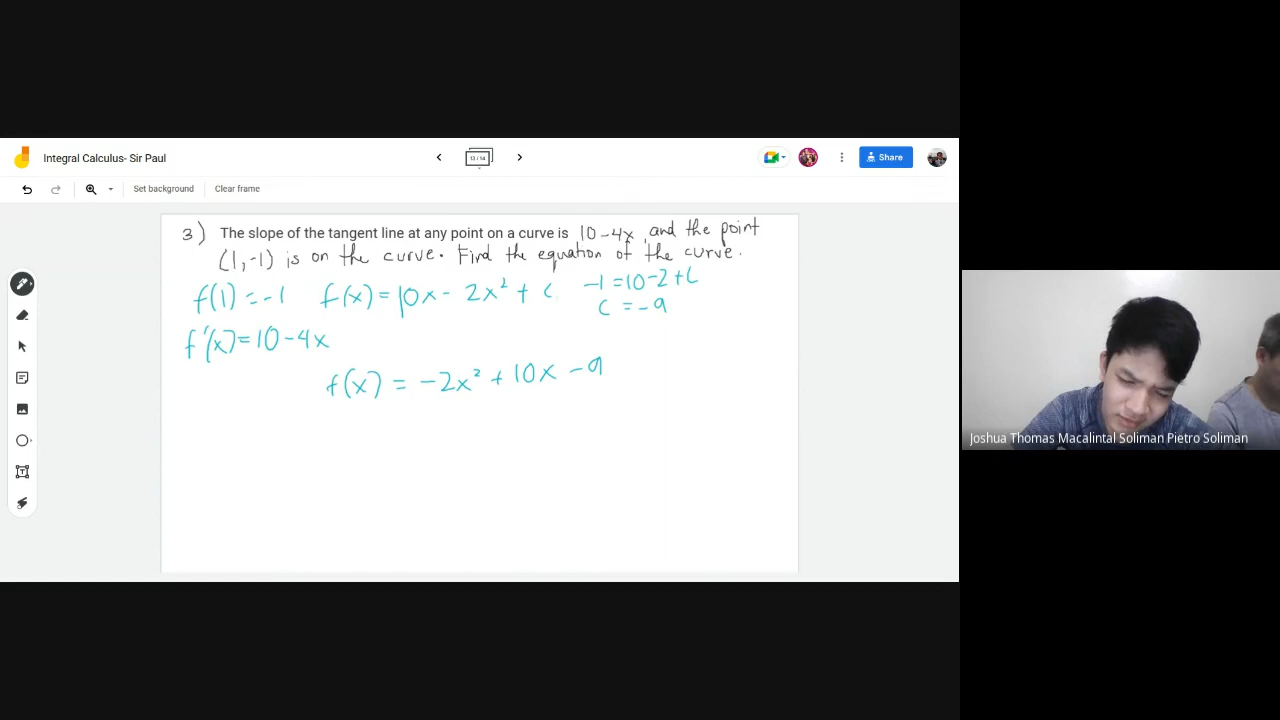 Integral Calculus- Sir Paul
13 / 14
Share
Set background
Clear frame
3) The slope of the tangent line at any point on a curve is 10-4x, and the point
(1,-1) is on the curve. Find the equation of the curve.
f(1)=-1 f(x)=10x-2x²+C -1=10-2+C
C=-9
f'(x)=10-4x
f(x)=-2x²+10x-9
Joshua Thomas Macalintal Soliman Pietro Soliman